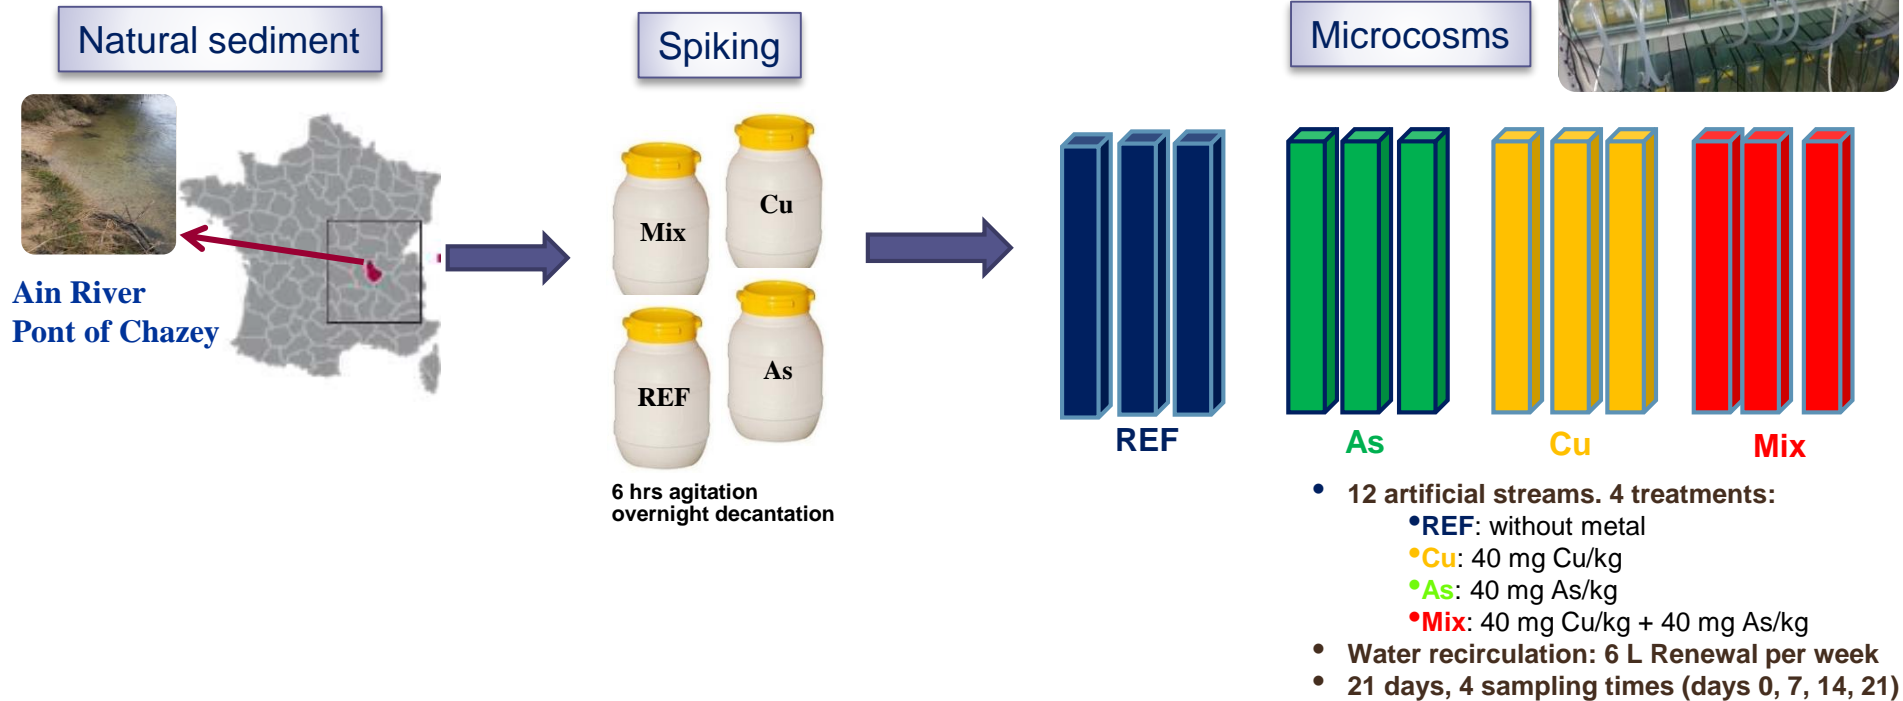 Natural sediment
Spiking
Microcosms
Ain River
Pont of Chazey
Mix
Cu
REF
As
6 hrs agitation
overnight decantation
REF
As
Cu
Mix
• 12 artificial streams. 4 treatments:
•REF: without metal
•Cu: 40 mg Cu/kg
•As: 40 mg As/kg
•Mix: 40 mg Cu/kg + 40 mg As/kg
• Water recirculation: 6 L Renewal per week
• 21 days, 4 sampling times (days 0, 7, 14, 21)